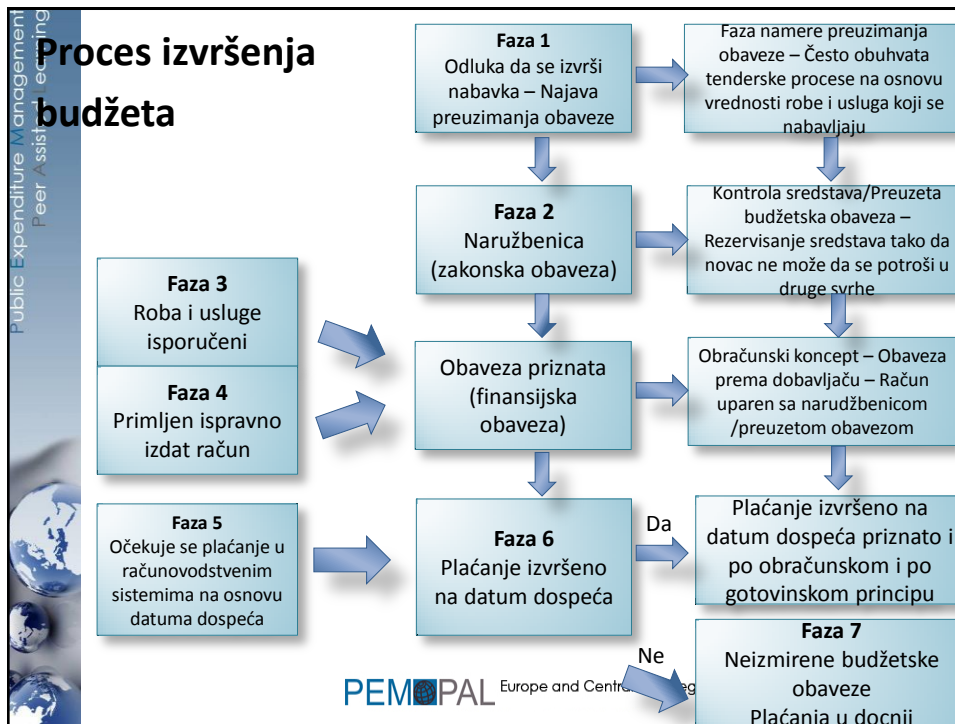 Public Expenditure Management
Peer Assisted Learning
Proces izvršenja
budžeta
Faza 1
Odluka da se izvrši
nabavka – Najava
preuzimanja obaveze
Faza namere preuzimanja
obaveze – Često obuhvata
tenderske procese na osnovu
vrednosti robe i usluga koji se
nabavljaju
Faza 2
Naružbenica
(zakonska obaveza)
Kontrola sredstava/Preuzeta
budžetska obaveza –
Rezervisanje sredstava tako da
novac ne može da se potroši u
druge svrhe
Faza 3
Roba i usluge
isporučeni
Faza 4
Primljen ispravno
izdat račun
Obaveza priznata
(finansijska
obaveza)
Obračunski koncept – Obaveza
prema dobavljaču – Račun
uparen sa narudžbenicom
/preuzetom obavezom
Faza 5
Očekuje se plaćanje u
računovodstvenim
sistemima na osnovu
datuma dospeća
Faza 6
Plaćanje izvršeno
na datum dospeća
Da
Plaćanje izvršeno na
datum dospeća priznato i
po obračunskom i po
gotovinskom principu
Ne
Faza 7
Neizmirene budžetske
obaveze
Plaćanja u docnji
PEMPAL Europe and